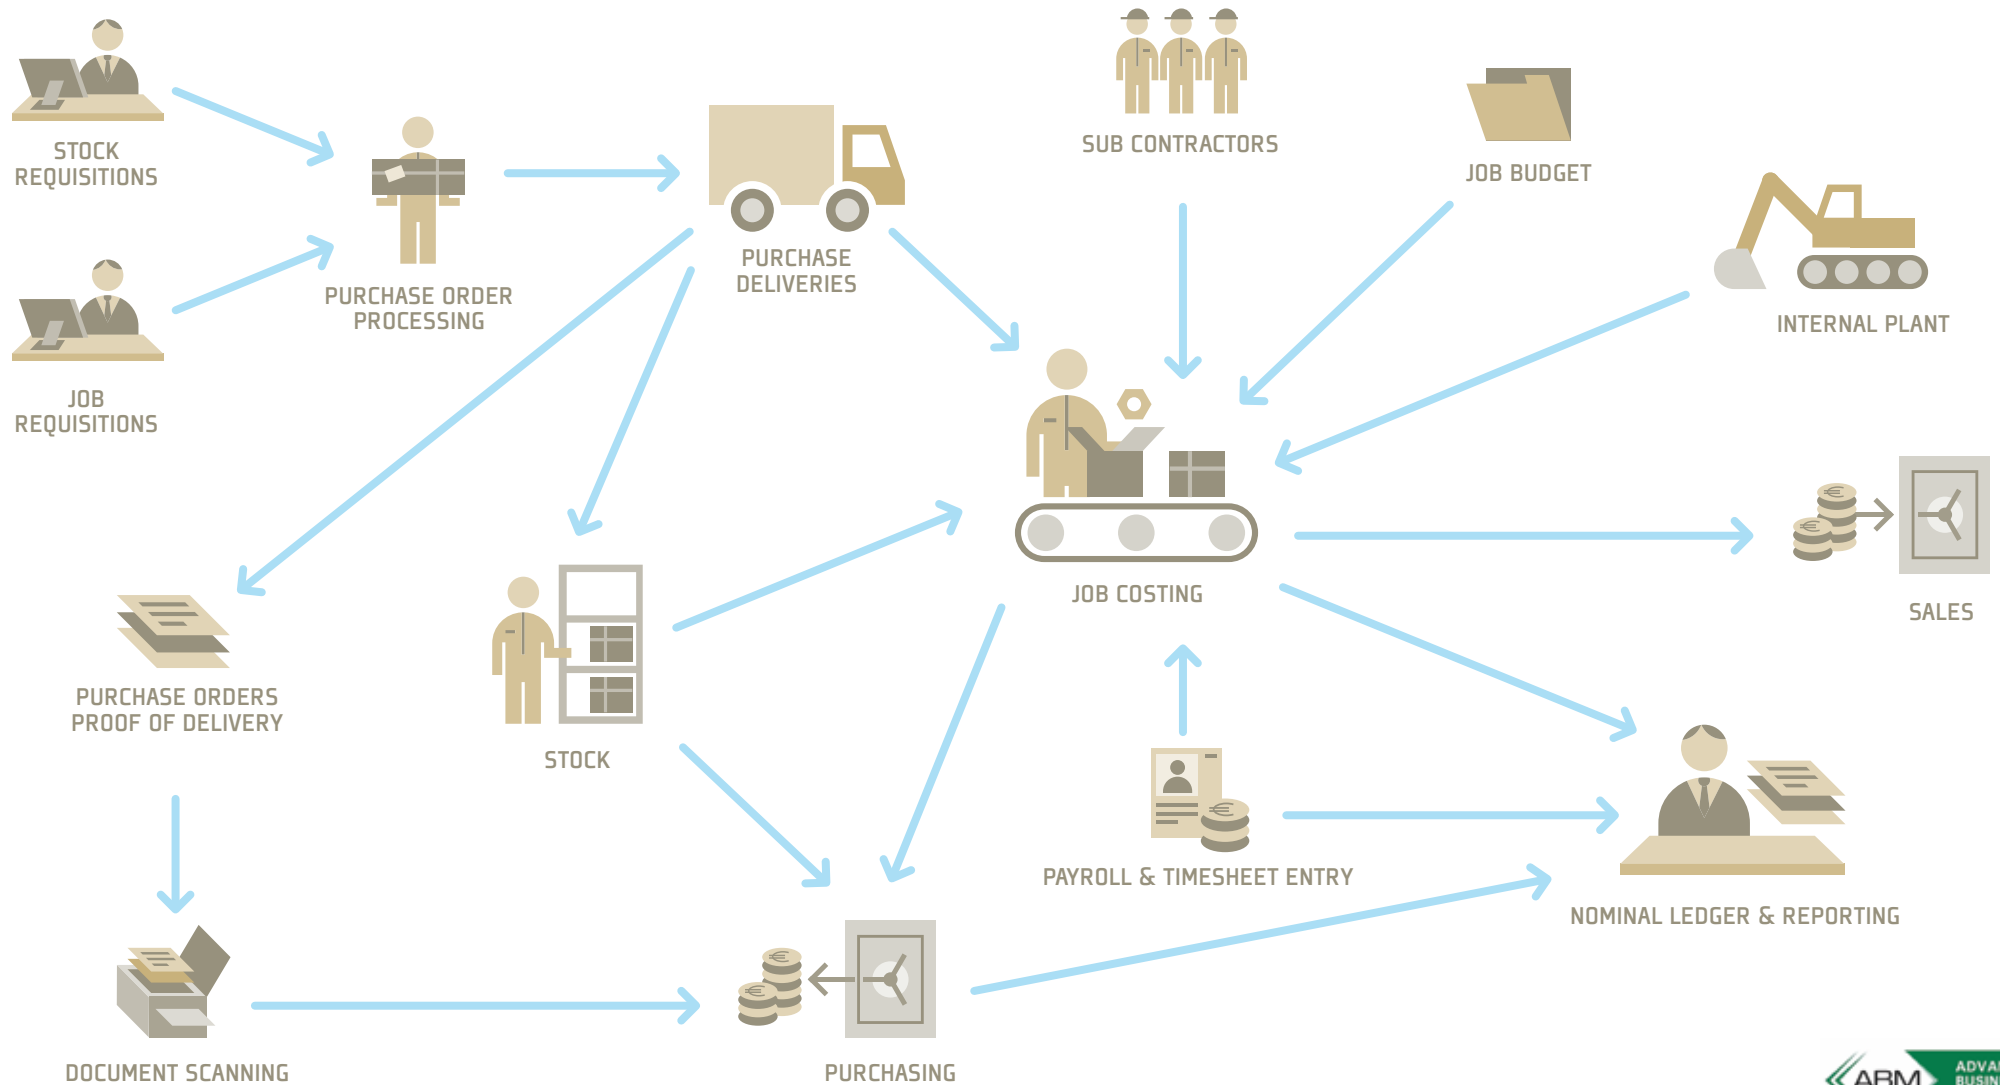 STOCK
REQUISITIONS
JOB
REQUISITIONS
PURCHASE ORDER
PROCESSING
PURCHASE
DELIVERIES
SUB CONTRACTORS
JOB BUDGET
INTERNAL PLANT
JOB COSTING
SALES
PURCHASE ORDERS
PROOF OF DELIVERY
STOCK
PAYROLL & TIMESHEET ENTRY
NOMINAL LEDGER & REPORTING
DOCUMENT SCANNING
PURCHASING
ABM